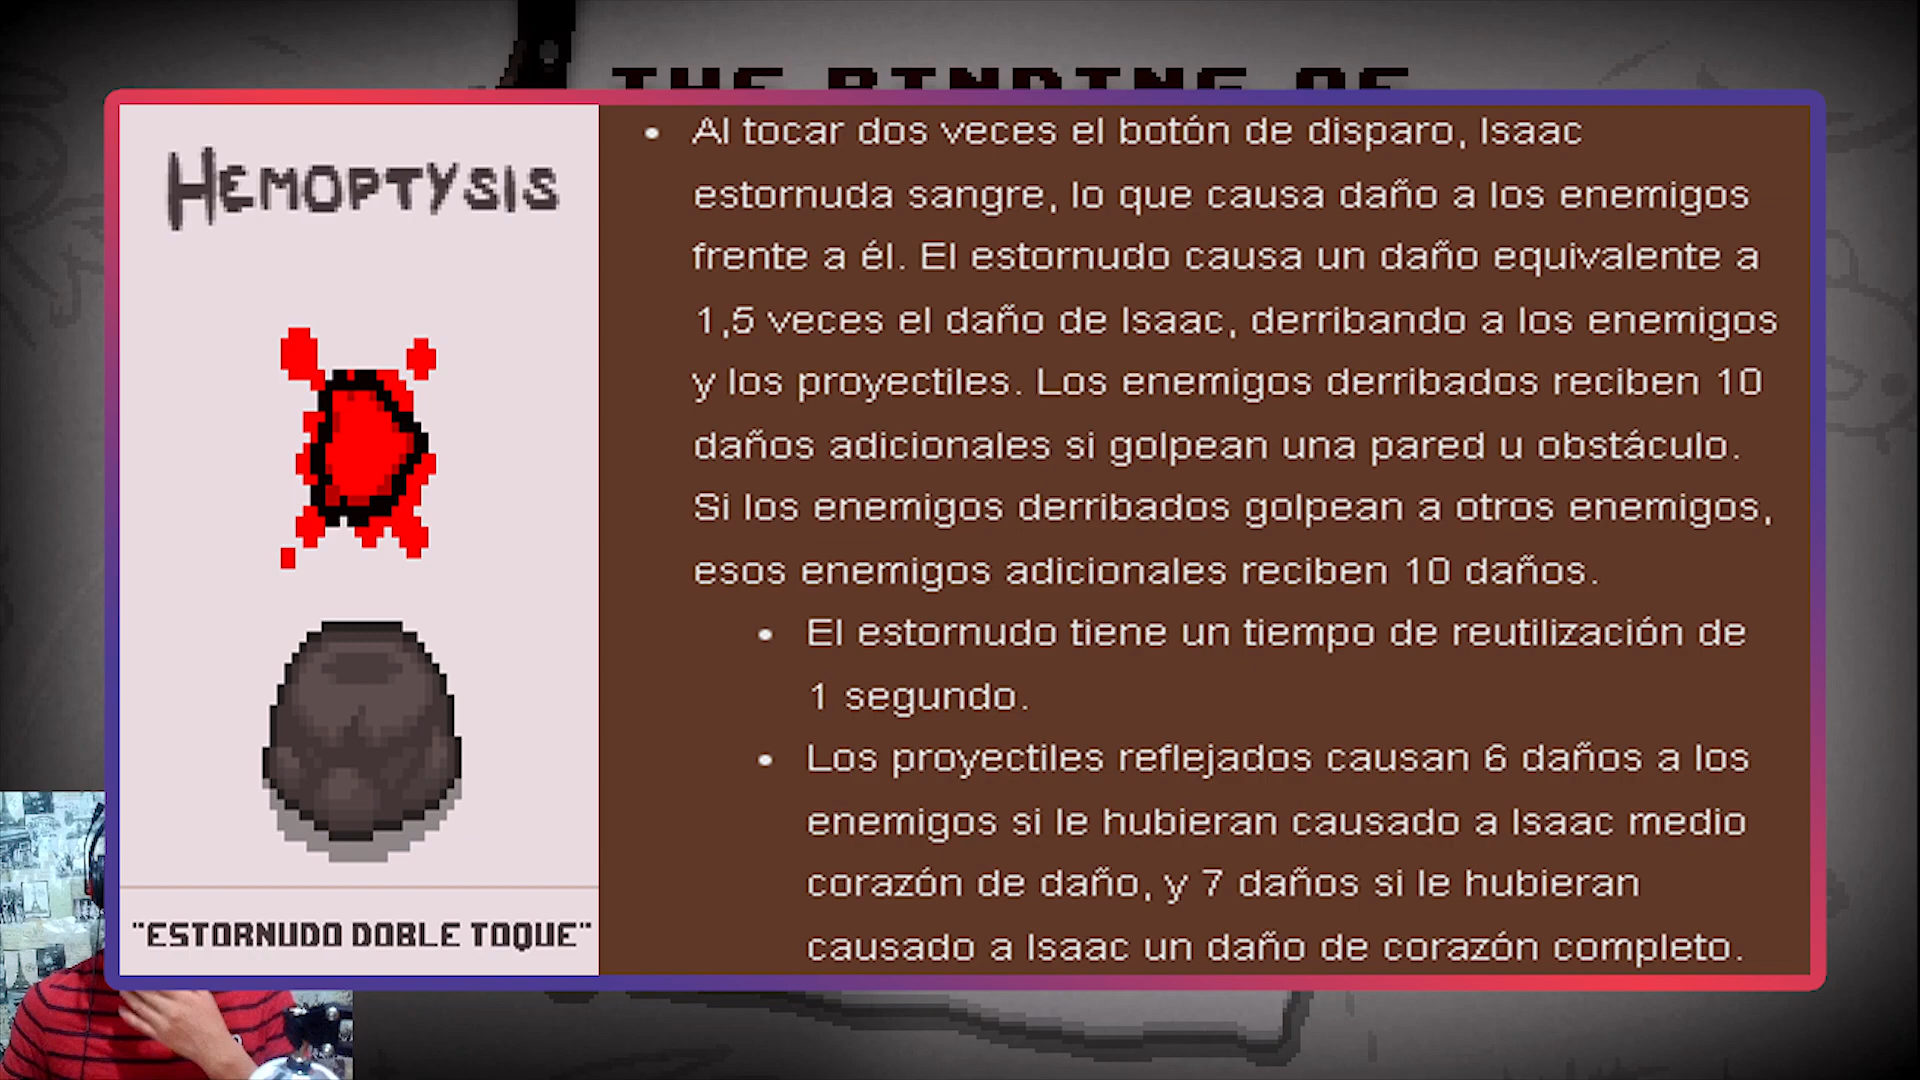 THE BINDING OF
HEMOPTYSIS
"ESTORNUDO DOBLE TOQUE"
• Al tocar dos veces el botón de disparo, Isaac
estornuda sangre, lo que causa daño a los enemigos
frente a él. El estornudo causa un daño equivalente a
1,5 veces el daño de Isaac, derribando a los enemigos
y los proyectiles. Los enemigos derribados reciben 10
daños adicionales si golpean una pared u obstáculo.
Si los enemigos derribados golpean a otros enemigos,
esos enemigos adicionales reciben 10 daños.
• El estornudo tiene un tiempo de reutilización de
1 segundo.
• Los proyectiles reflejados causan 6 daños a los
enemigos si le hubieran causado a Isaac medio
corazón de daño, y 7 daños si le hubieran
causado a Isaac un daño de corazón completo.